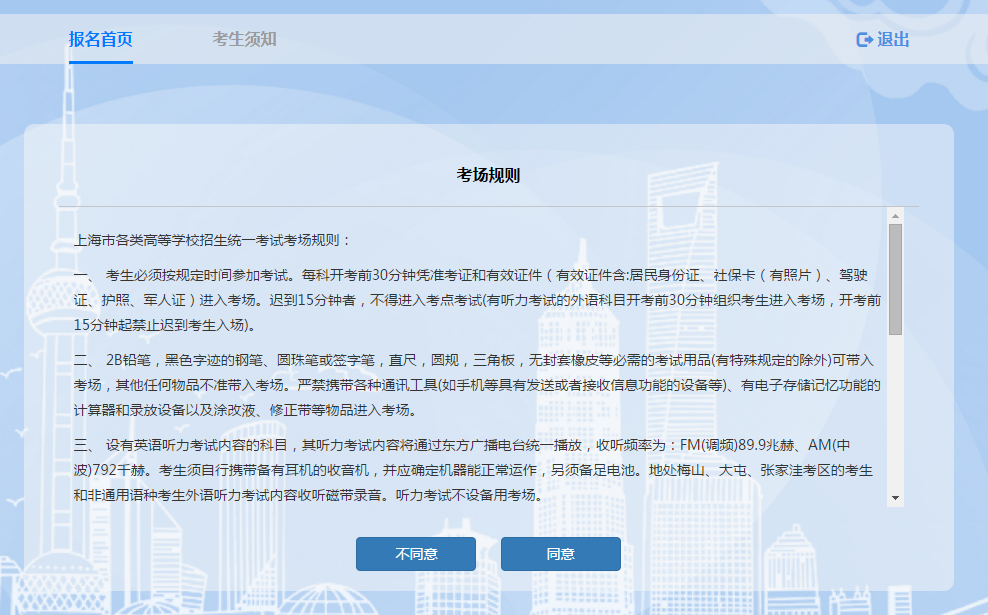 报名首页
考生须知
退出
考场规则
上海市各类高等学校招生统一考试考场规则：
一、 考生必须按规定时间参加考试。每科开考前30分钟凭准考证和有效证件（有效证件含:居民身份证、社保卡（有照片）、驾驶
证、护照、军人证）进入考场。迟到15分钟者，不得进入考点考试(有听力考试的外语科目开考前30分钟组织考生进入考场，开考前
15分钟起禁止迟到考生入场)。
二、 2B铅笔，黑色字迹的钢笔、圆珠笔或签字笔，直尺，圆规，三角板，无封套橡皮等必需的考试用品(有特殊规定的除外)可带入
考场，其他任何物品不准带入考场。严禁携带各种通讯工具(如手机等具有发送或者接收信息功能的设备等)、有电子存储记忆功能的
计算器和录放设备以及涂改液、修正带等物品进入考场。
三、 设有英语听力考试内容的科目，其听力考试内容将通过东方广播电台统一播放，收听频率为：FM(调频)89.9兆赫、AM(中
波)792千赫。考生须自行携带备有耳机的收音机，并应确定机器能正常运作，另须备足电池。地处梅山、大屯、张家洼考区的考生
和非通用语种考生外语听力考试内容收听磁带录音。听力考试不设备用考场。
不同意
同意